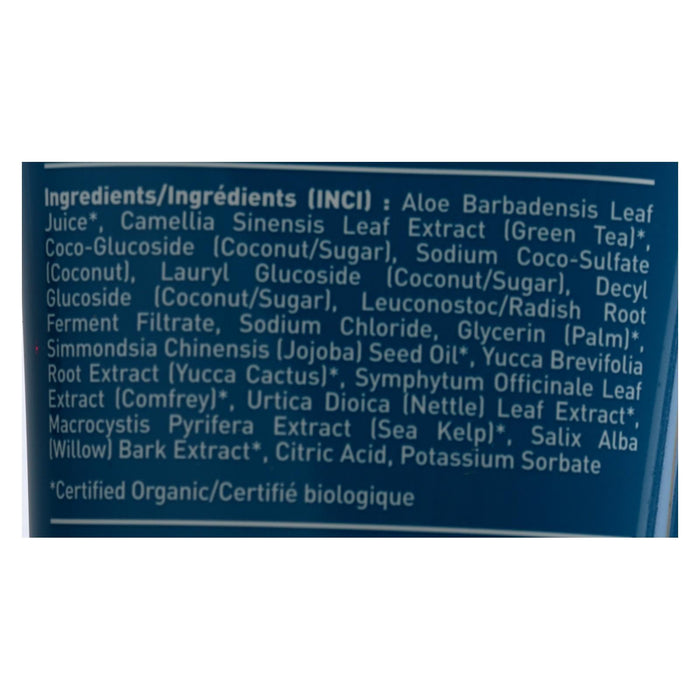 Ingredients/Ingrédients (INCI) : Aloe Barbadensis Leaf
Juice*, Camellia Sinensis Leaf Extract (Green Tea)*,
Coco-Glucoside (Coconut/Sugar), Sodium Coco-Sulfate
(Coconut), Lauryl Glucoside (Coconut/Sugar), Decyl
Glucoside (Coconut/Sugar), Leuconostoc/Radish Root
Ferment Filtrate, Sodium Chloride, Glycerin (Palm)*,
Simmondsia Chinensis (Jojoba) Seed Oil*, Yucca Brevifolia
Root Extract (Yucca Cactus)*, Symphytum Officinale Leaf
Extract (Comfrey)*, Urtica Dioica (Nettle) Leaf Extract*,
Macrocystis Pyrifera Extract (Sea Kelp)*, Salix Alba
(Willow) Bark Extract*, Citric Acid, Potassium Sorbate
*Certified Organic/Certifié biologique